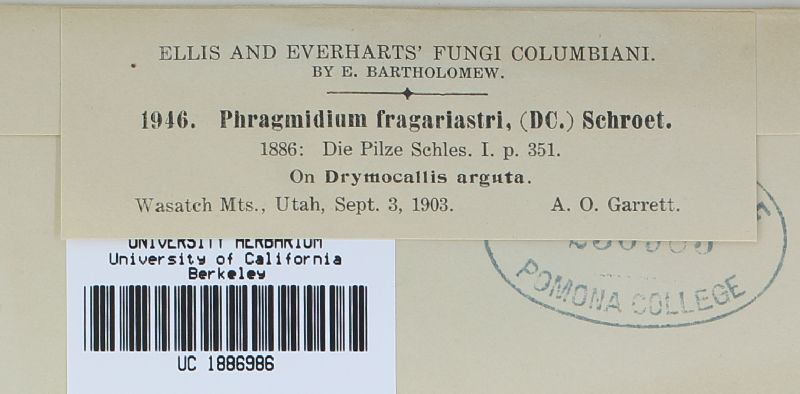 ELLIS AND EVERHARTS' FUNGI COLUMBIANI.
BY E. BARTHOLOMEW.
1946. Phragmidium fragariastri, (DC.) Schroet.
1886: Die Pilze Schles. I. p. 351.
On Drymocallis arguta.
Wasatch Mts., Utah, Sept. 3, 1903. A. O. Garrett.
UNIVERSITY HERBARIUM
University of California
Berkeley
UC 1886986
POMONA COLLEGE